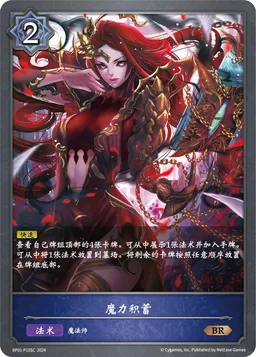 2
快速
查看自己牌组顶部的4张卡牌。可从中展示1张法术并加入手牌，
可从中将1张法术放置到墓场。将剩余的卡牌按照任意顺序放置
在牌组底部。
魔力积蓄
法术 魔法师 BR
BP01-P13SC 2024 © Cygames, Inc. Published by NetEase Games